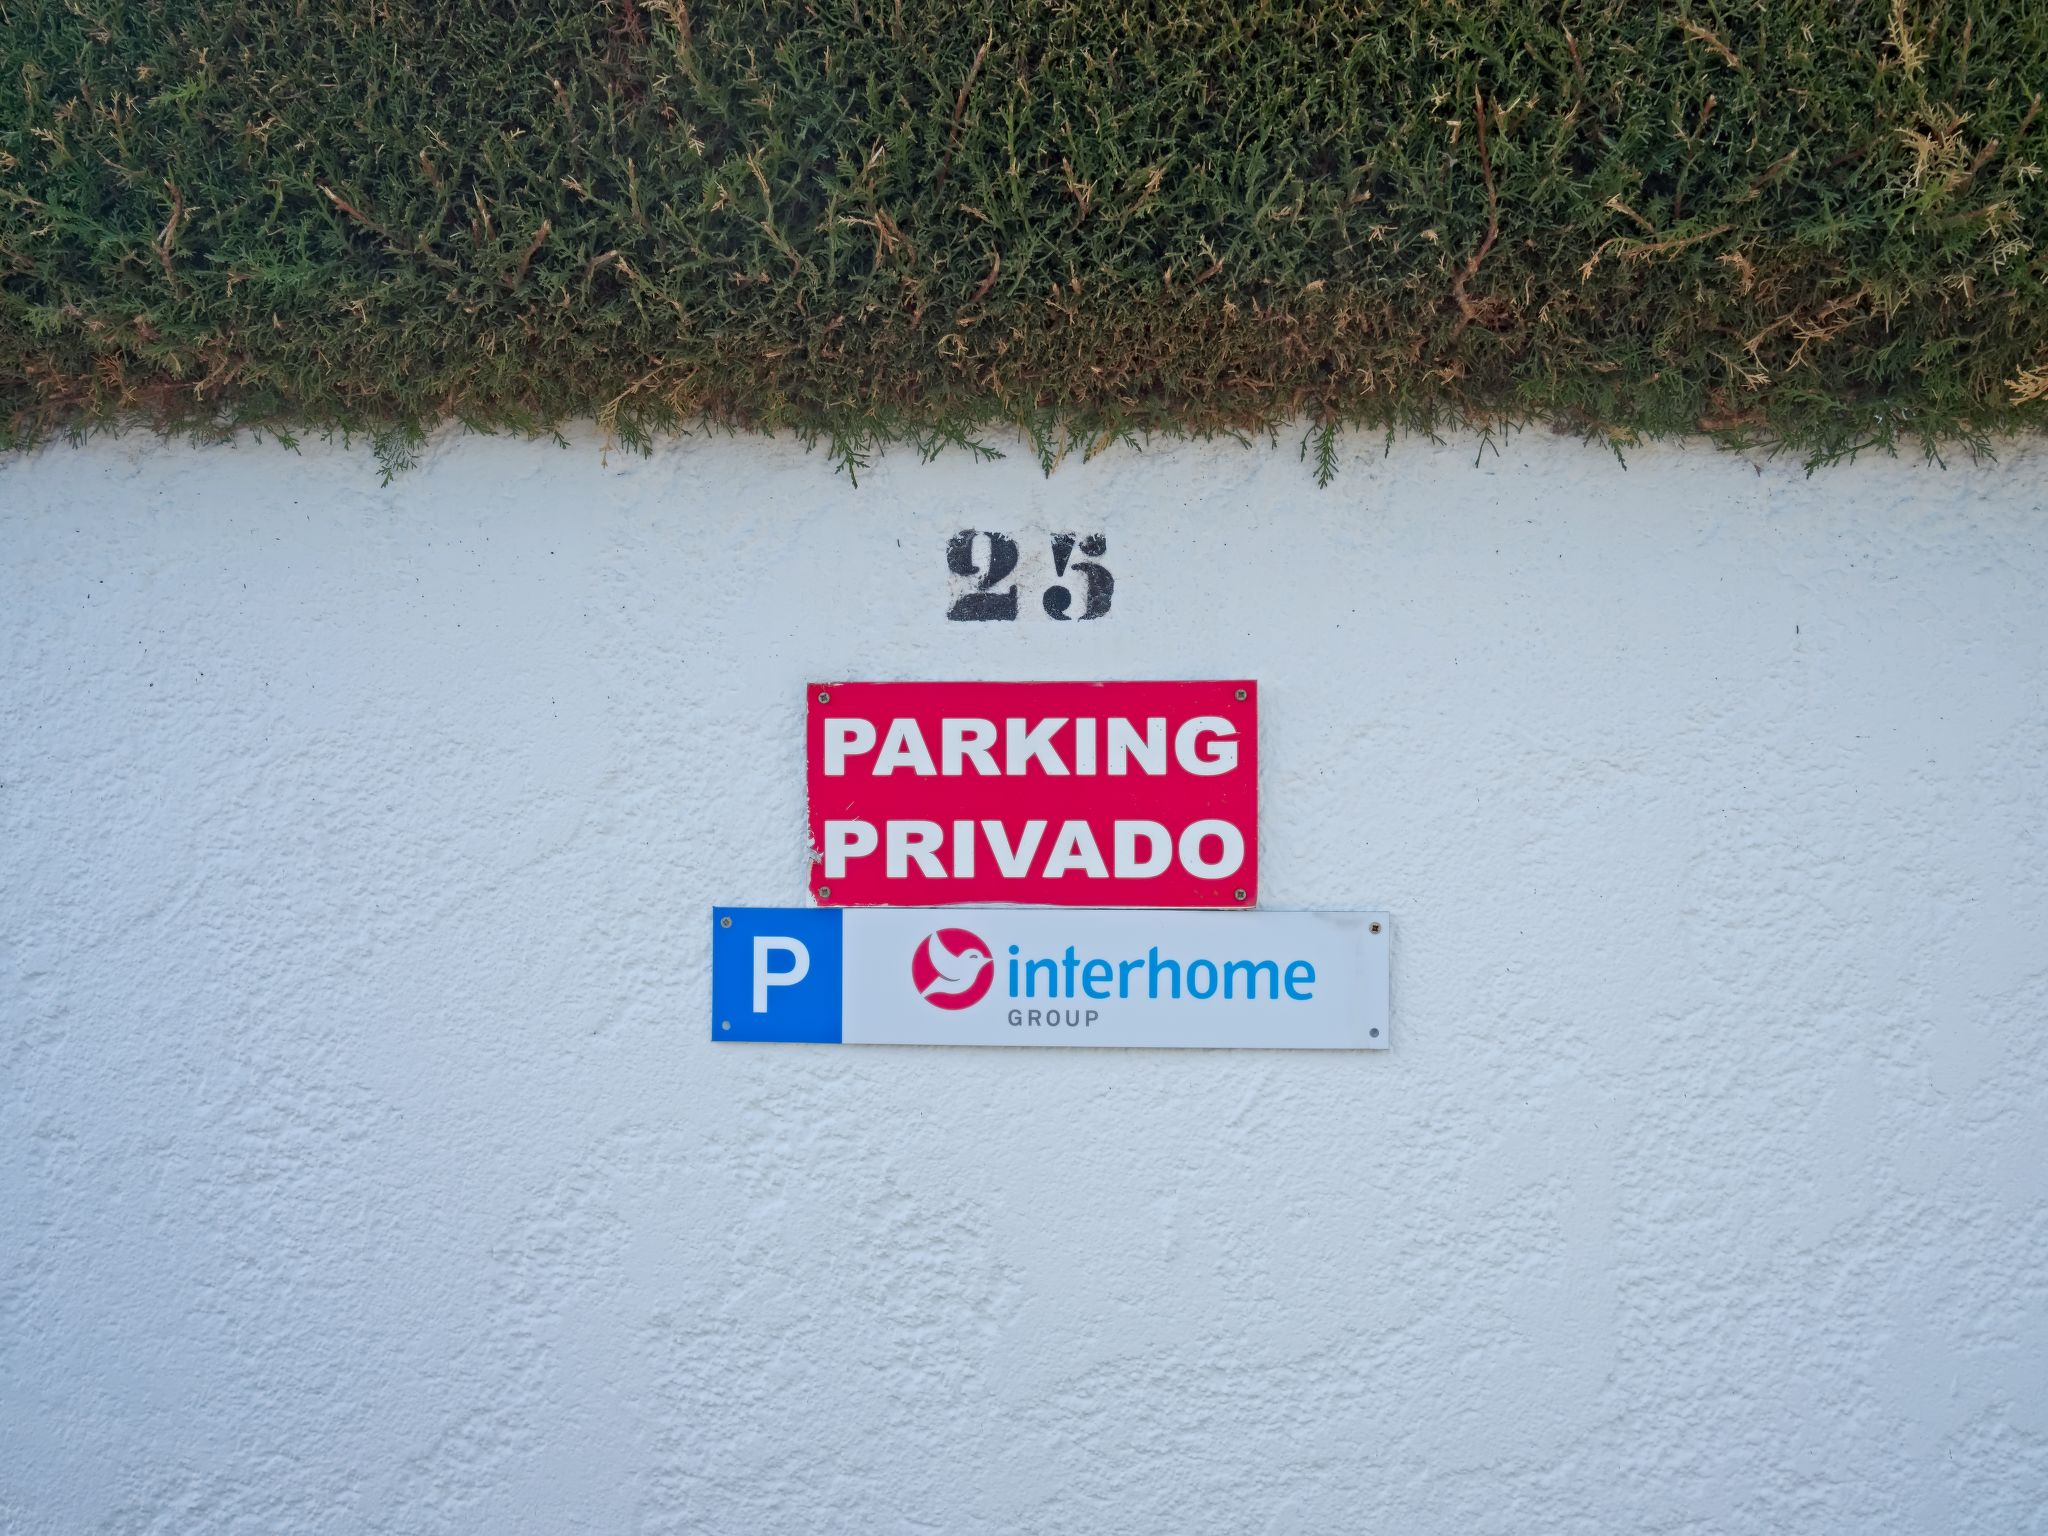 25
PARKING
PRIVADO
P interhome
GROUP